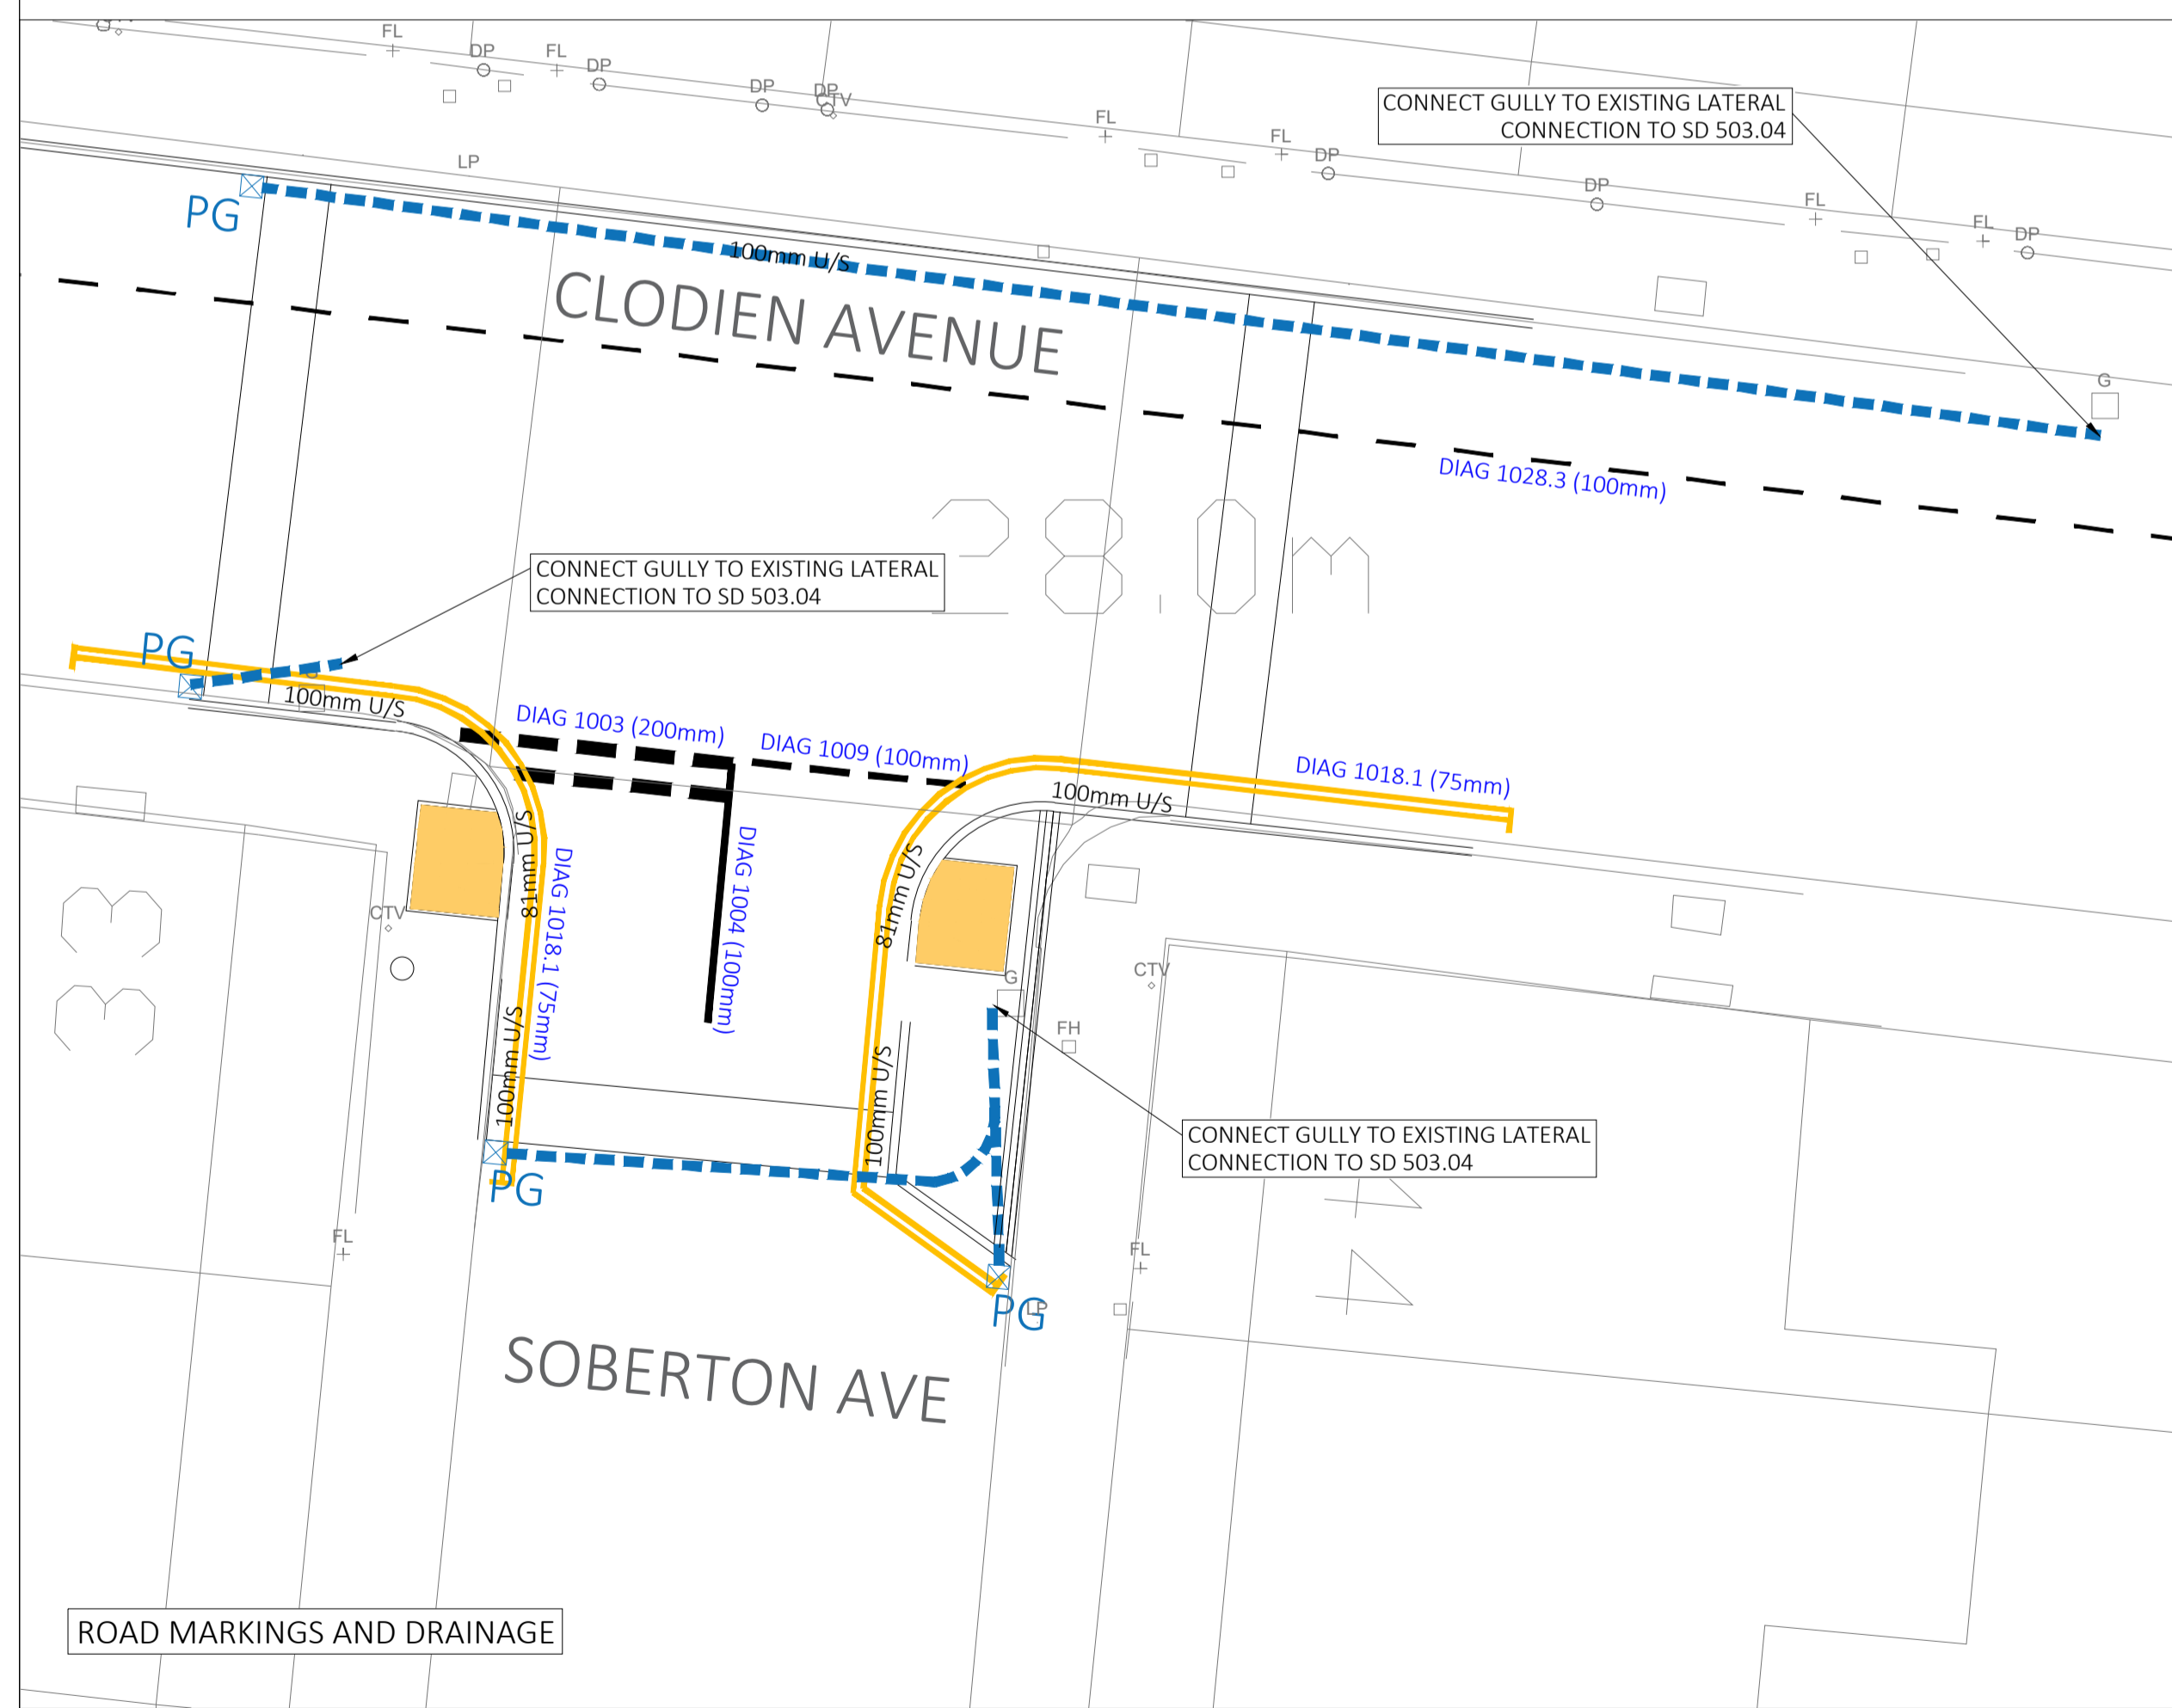 FL
DP
FL
DP
DP
DP
CTV
FL
FL
DP
DP
FL
FL
DP
CONNECT GULLY TO EXISTING LATERAL
CONNECTION TO SD 503.04
LP
PG
100mm U/S
CLODIEN AVENUE
G
DIAG 1028.3 (100mm)
28.0m
CONNECT GULLY TO EXISTING LATERAL
CONNECTION TO SD 503.04
PG
G
100mm U/S
DIAG 1003 (200mm)
DIAG 1009 (100mm)
DIAG 1018.1 (75mm)
100mm U/S
81mm U/S
DIAG 1018.1 (75mm)
DIAG 1004 (100mm)
81mm U/S
CTV
33
G
CTV
FH
100mm U/S
100mm U/S
CONNECT GULLY TO EXISTING LATERAL
CONNECTION TO SD 503.04
44
PG
FL
FL
LP
PG
SOBERTON AVE
ROAD MARKINGS AND DRAINAGE